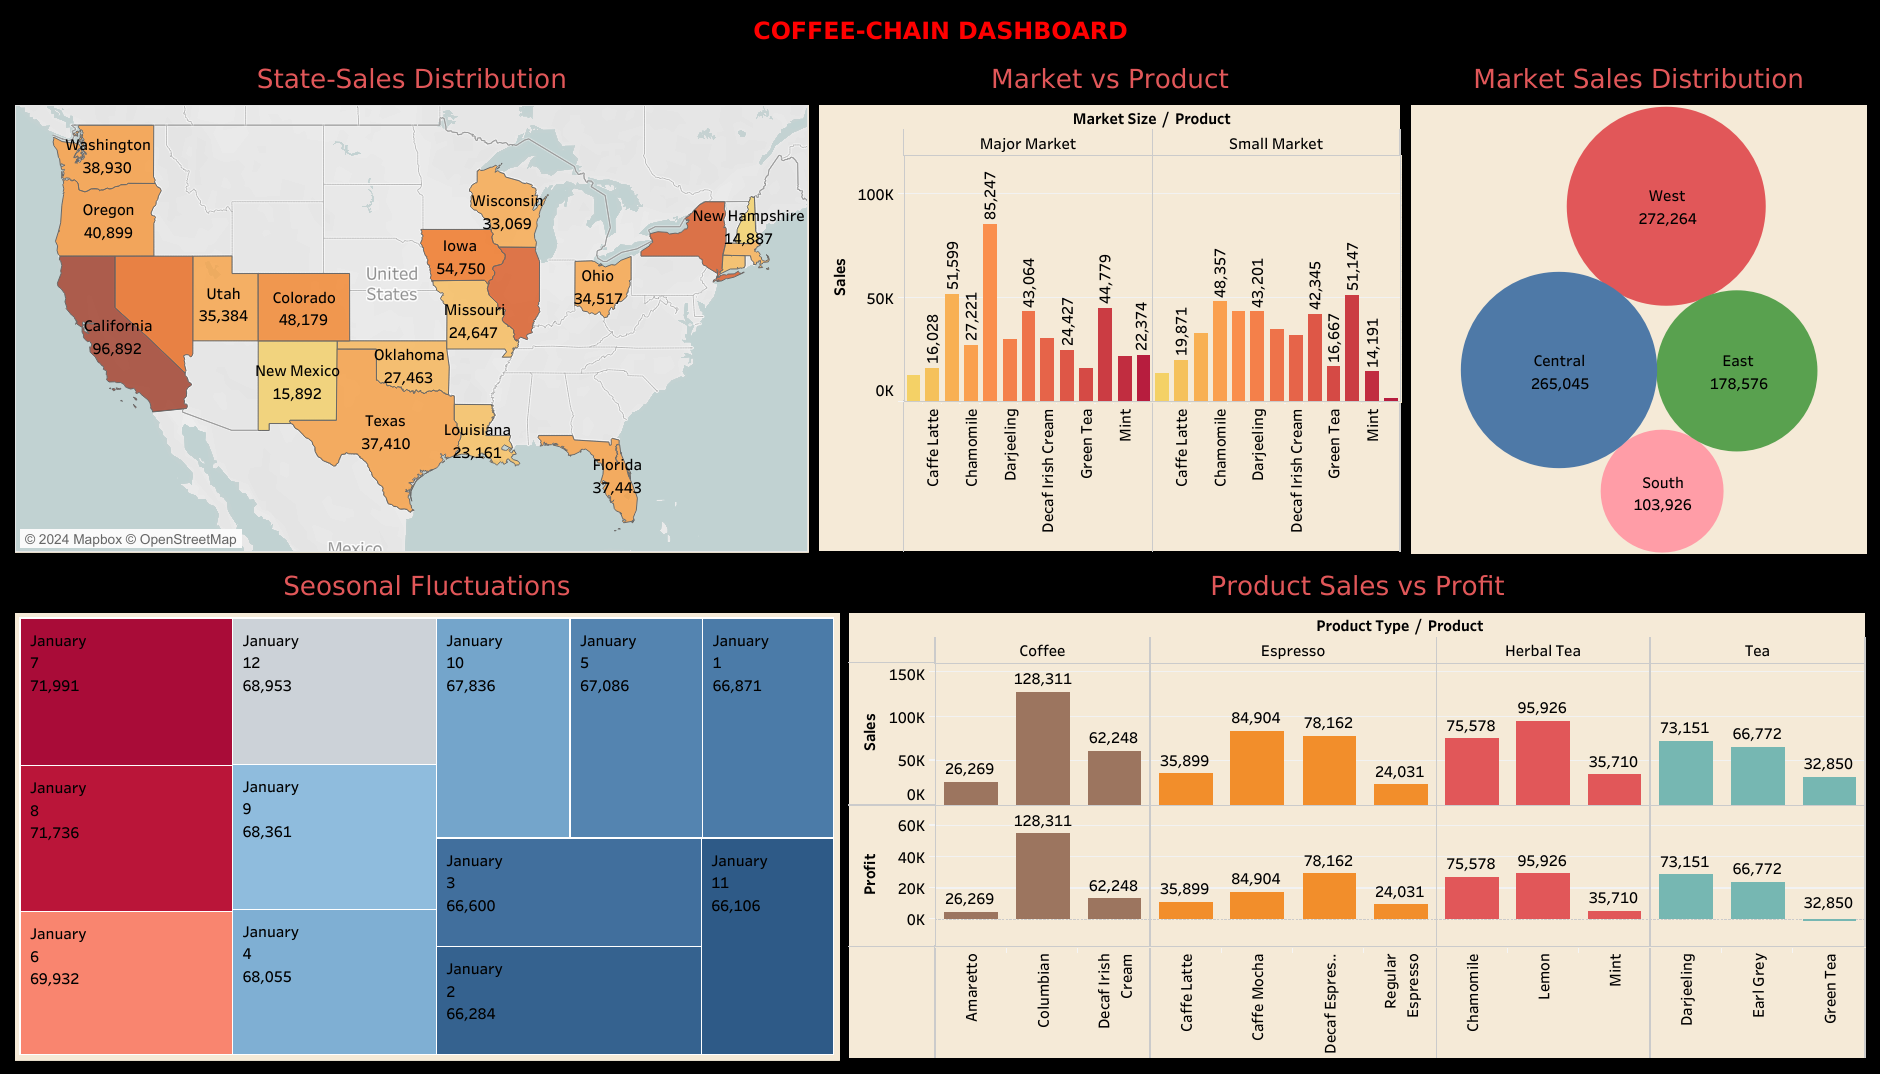 COFFEE-CHAIN DASHBOARD
State-Sales Distribution
Washington
38,930
Oregon
40,899
California
96,892
Utah
35,384
Colorado
48,179
New Mexico
15,892
Texas
37,410
Oklahoma
27,463
Louisiana
23,161
Missouri
24,647
Iowa
54,750
Wisconsin
33,069
Ohio
34,517
Florida
37,443
New Hampshire
14,887
United
States
Mexico
© 2024 Mapbox © OpenStreetMap
Market vs Product
Market Size / Product
Major Market
Small Market
Sales
100K
50K
0K
16,028
51,599
27,221
85,247
43,064
24,427
44,779
22,374
19,871
48,357
43,201
42,345
16,667
51,147
14,191
Caffe Latte
Chamomile
Darjeeling
Decaf Irish Cream
Green Tea
Mint
Caffe Latte
Chamomile
Darjeeling
Decaf Irish Cream
Green Tea
Mint
Market Sales Distribution
West
272,264
Central
265,045
East
178,576
South
103,926
Seosonal Fluctuations
January
7
71,991
January
8
71,736
January
6
69,932
January
12
68,953
January
9
68,361
January
4
68,055
January
10
67,836
January
5
67,086
January
1
66,871
January
3
66,600
January
2
66,284
January
11
66,106
Product Sales vs Profit
Product Type / Product
Coffee
Espresso
Herbal Tea
Tea
Sales
150K
100K
50K
0K
26,269
128,311
62,248
35,899
84,904
78,162
24,031
75,578
95,926
35,710
73,151
66,772
32,850
Profit
60K
40K
20K
0K
26,269
128,311
62,248
35,899
84,904
78,162
24,031
75,578
95,926
35,710
73,151
66,772
32,850
Amaretto
Columbian
Decaf Irish
Cream
Caffe Latte
Caffe Mocha
Decaf Espres..
Regular
Espresso
Chamomile
Lemon
Mint
Darjeeling
Earl Grey
Green Tea